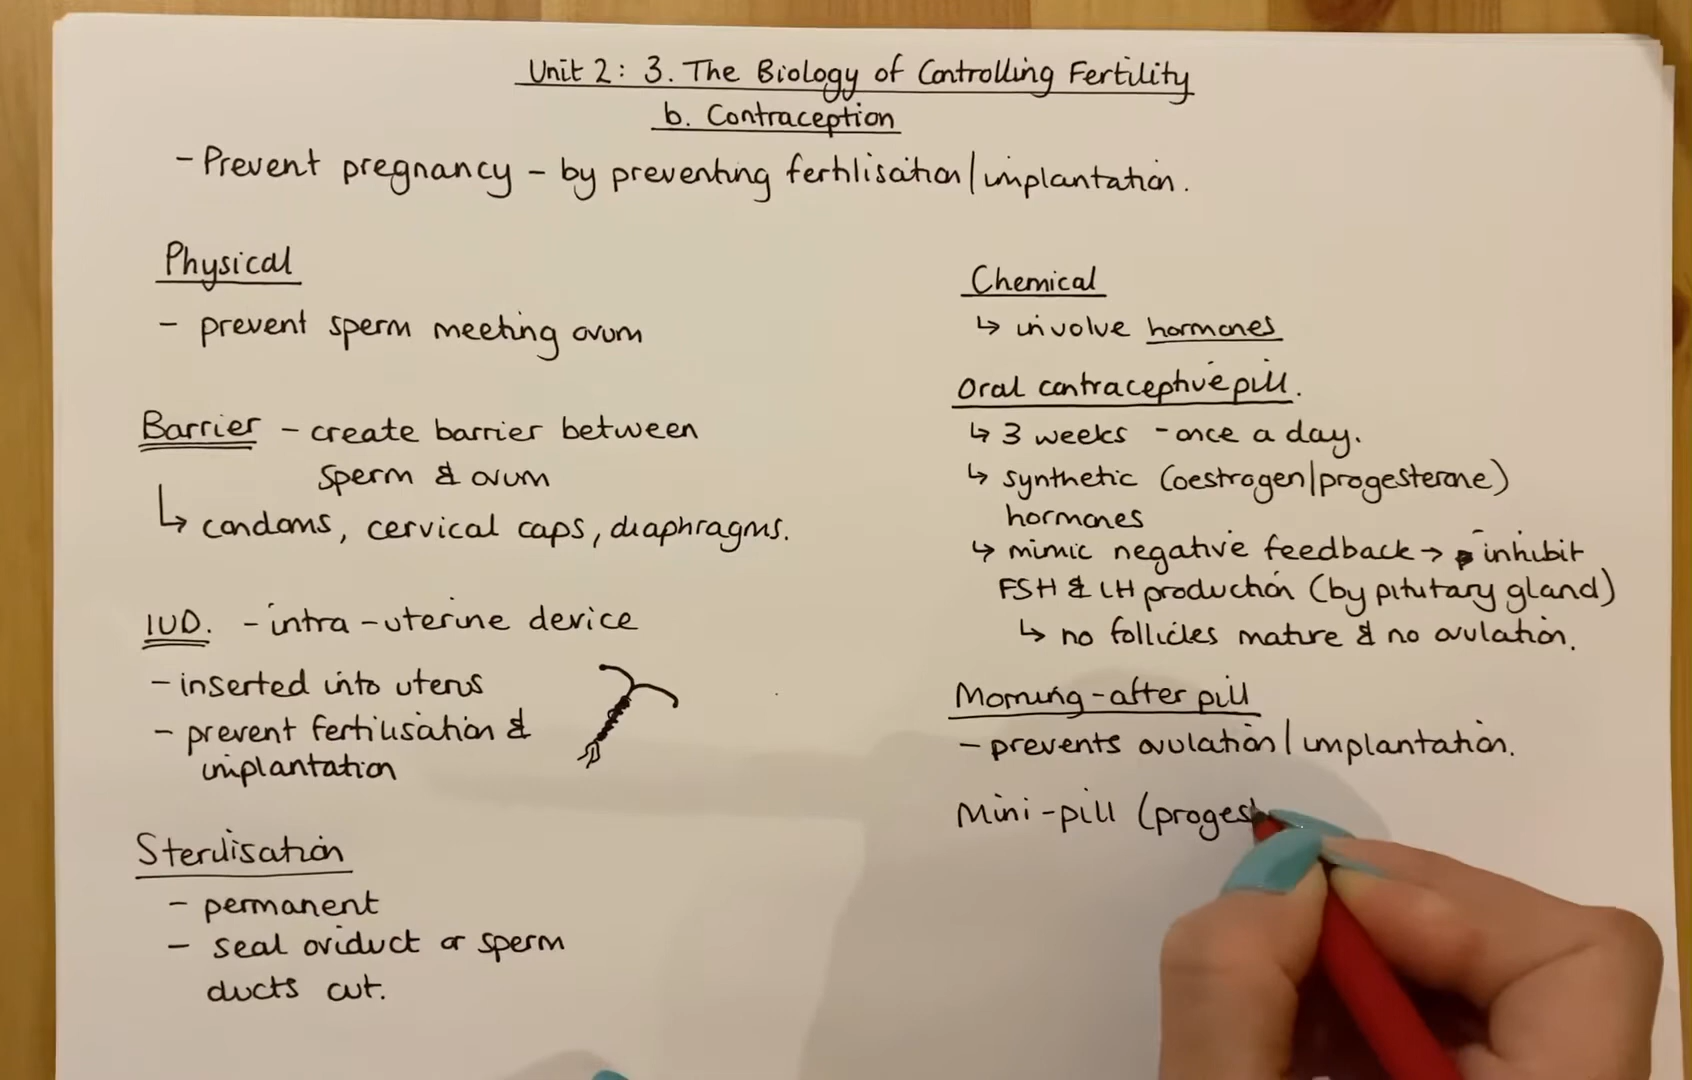 Unit 2: 3. The Biology of Controlling Fertility
b. Contraception
- Prevent pregnancy - by preventing fertilisation/implantation.
Physical
- prevent sperm meeting ovum
Barrier - create barrier between
sperm & ovum
↳ condoms, cervical caps, diaphragms.
IUD. - intra-uterine device
- inserted into uterus
- prevent fertilisation &
implantation
Sterilisation
- permanent
- seal oviduct or sperm
ducts cut.
Chemical
↳ involve hormones
Oral contraceptive pill.
↳ 3 weeks - once a day.
↳ synthetic (oestrogen/progesterone)
hormones
↳ mimic negative feedback → inhibit
FSH & LH production (by pitutary gland)
↳ no follicles mature & no ovulation.
Morning-after pill
- prevents ovulation/implantation.
Mini-pill (progest